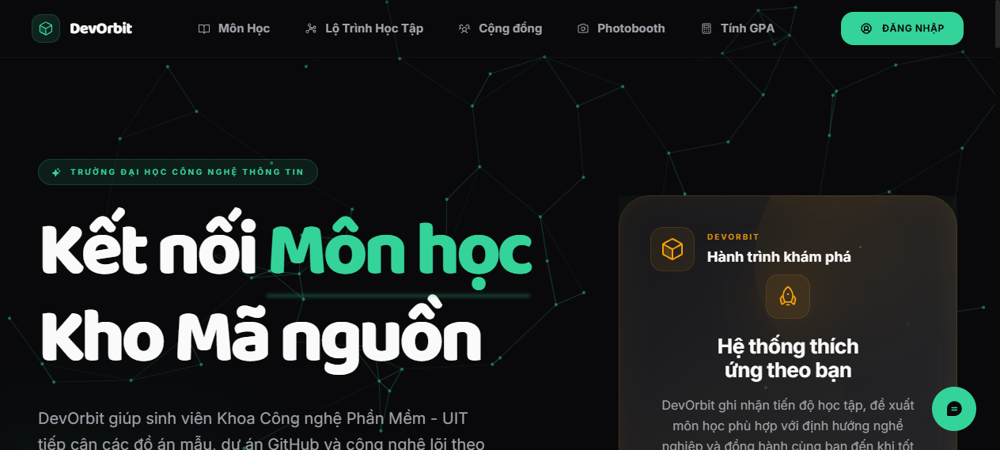 DevOrbit
Môn Học
Lộ Trình Học Tập
Cộng đồng
Photobooth
Tính GPA
ĐĂNG NHẬP
TRƯỜNG ĐẠI HỌC CÔNG NGHỆ THÔNG TIN
Kết nối Môn học
Kho Mã nguồn
DevOrbit giúp sinh viên Khoa Công nghệ Phần Mềm - UIT
tiếp cận các đồ án mẫu, dự án GitHub và công nghệ lõi theo
DEVORBIT
Hành trình khám phá
Hệ thống thích
ứng theo bạn
DevOrbit ghi nhận tiến độ học tập, đề xuất
môn học phù hợp với định hướng nghề
nghiệp và đồng hành cùng bạn đến khi tốt